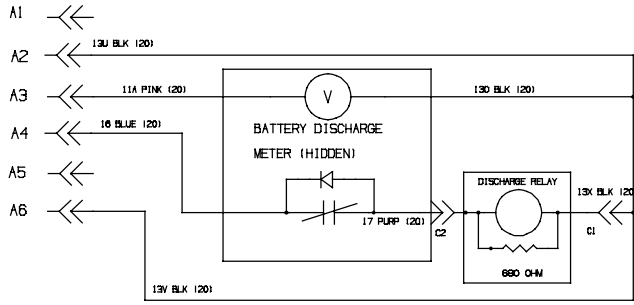 A1
A2
13U BLK (20)
A3
11A PINK (20)
V
13D BLK (20)
A4
16 BLUE (20)
BATTERY DISCHARGE
METER (HIDDEN)
A5
DISCHARGE RELAY
13X BLK (20
A6
17 PURP (20)
C2
C1
680 OHM
13V BLK (20)